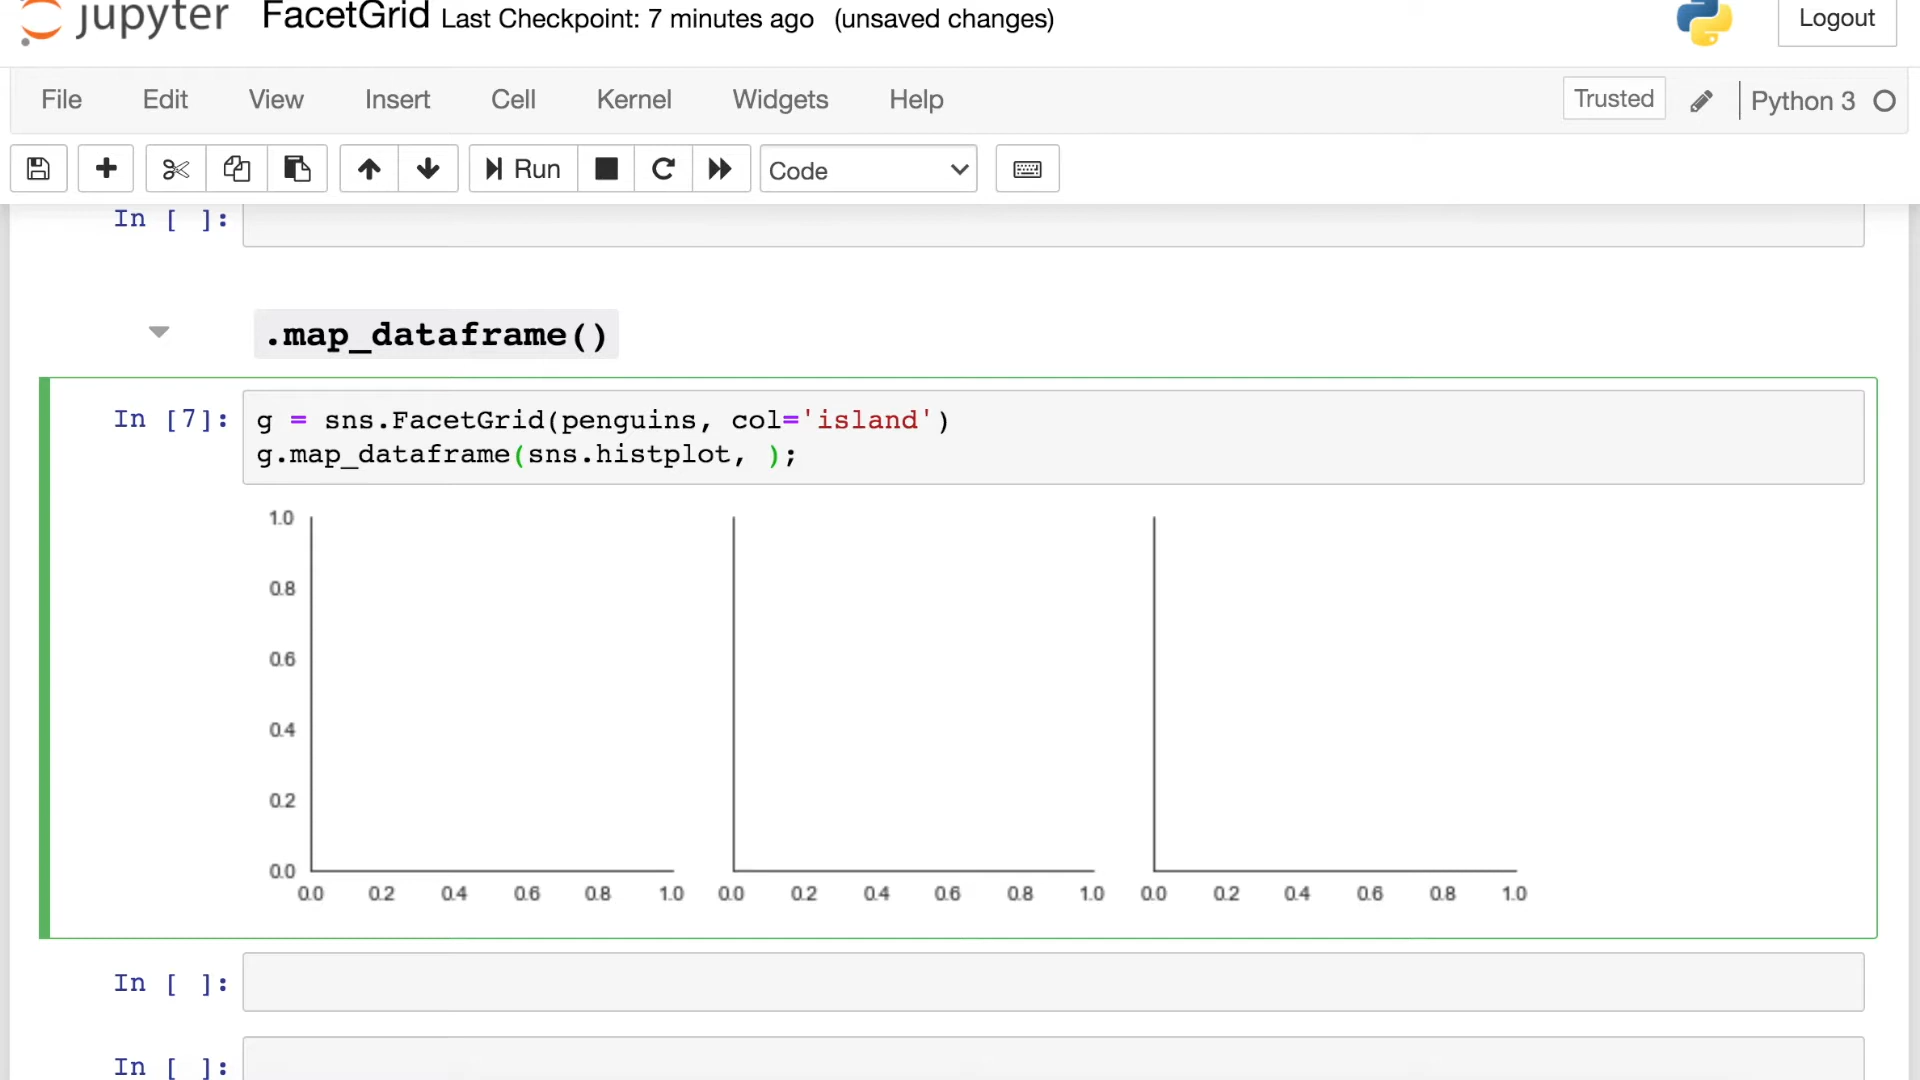 jupyter FacetGrid Last Checkpoint: 7 minutes ago (unsaved changes) Logout
File Edit View Insert Cell Kernel Widgets Help Trusted Python 3
Run Code
In [ ]:
.map_dataframe()
In [7]: g = sns.FacetGrid(penguins, col='island')
g.map_dataframe(sns.histplot, );
1.0
0.8
0.6
0.4
0.2
0.0
0.0 0.2 0.4 0.6 0.8 1.0 0.0 0.2 0.4 0.6 0.8 1.0 0.0 0.2 0.4 0.6 0.8 1.0
In [ ]:
In [ ]: